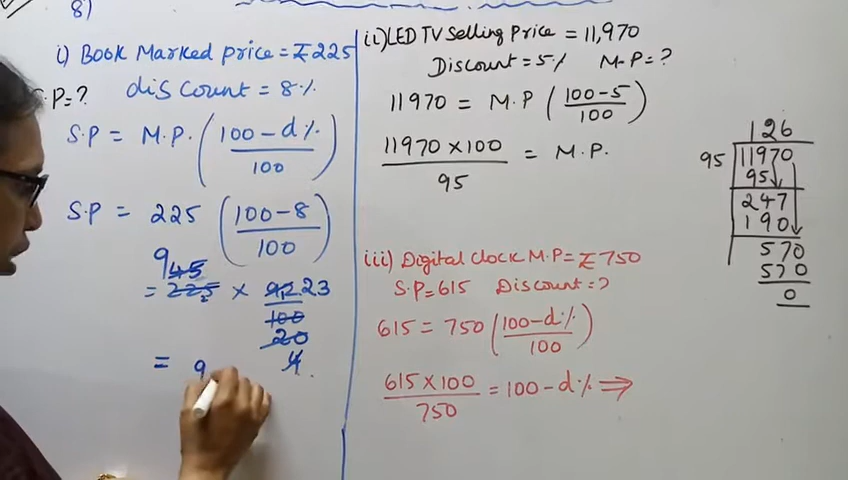 8)
i) Book Marked price = ₹225
S.P = ? discount = 8%
S.P = M.P. ( 100 - d% / 100 )
S.P = 225 ( 100 - 8 / 100 )
9 45
= 225 × 92 23
100
20
4
= 9
ii) LED TV Selling Price = 11,970
Discount = 5% M.P = ?
11970 = M.P ( 100 - 5 / 100 )
11970 × 100 / 95 = M.P.
126
95 11970
95
247
190
570
570
0
iii) Digital clock M.P = ₹750
S.P = 615 Discount = ?
615 = 750 ( 100 - d% / 100 )
615 × 100 / 750 = 100 - d% ⇒